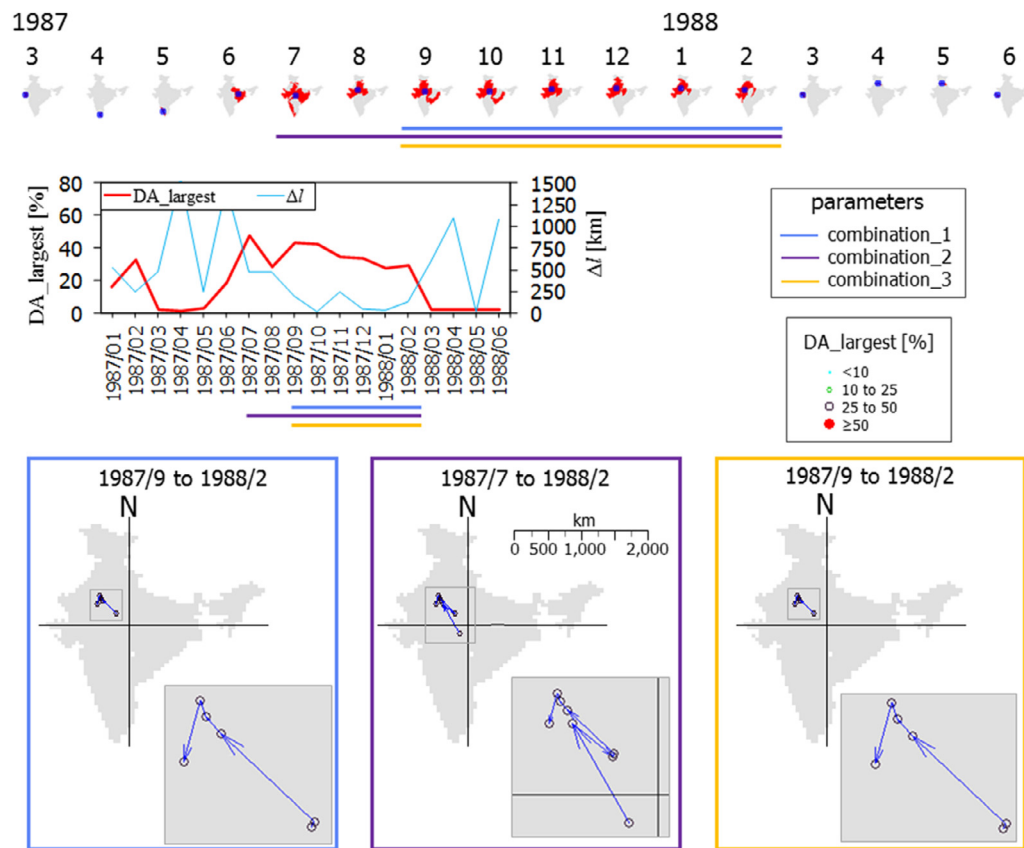 1987
1988
3 4 5 6 7 8 9 10 11 12 1 2 3 4 5 6
DA_largest [%]
80
60
40
20
0
DA_largest
Δl
1500
1250
1000
750
500
250
0
Δl [km]
1987/01
1987/02
1987/03
1987/04
1987/05
1987/06
1987/07
1987/08
1987/09
1987/10
1987/11
1987/12
1988/01
1988/02
1988/03
1988/04
1988/05
1988/06
parameters
combination_1
combination_2
combination_3
DA_largest [%]
<10
10 to 25
25 to 50
≥50
1987/9 to 1988/2
N
1987/7 to 1988/2
N
km
0 500 1,000 2,000
1987/9 to 1988/2
N